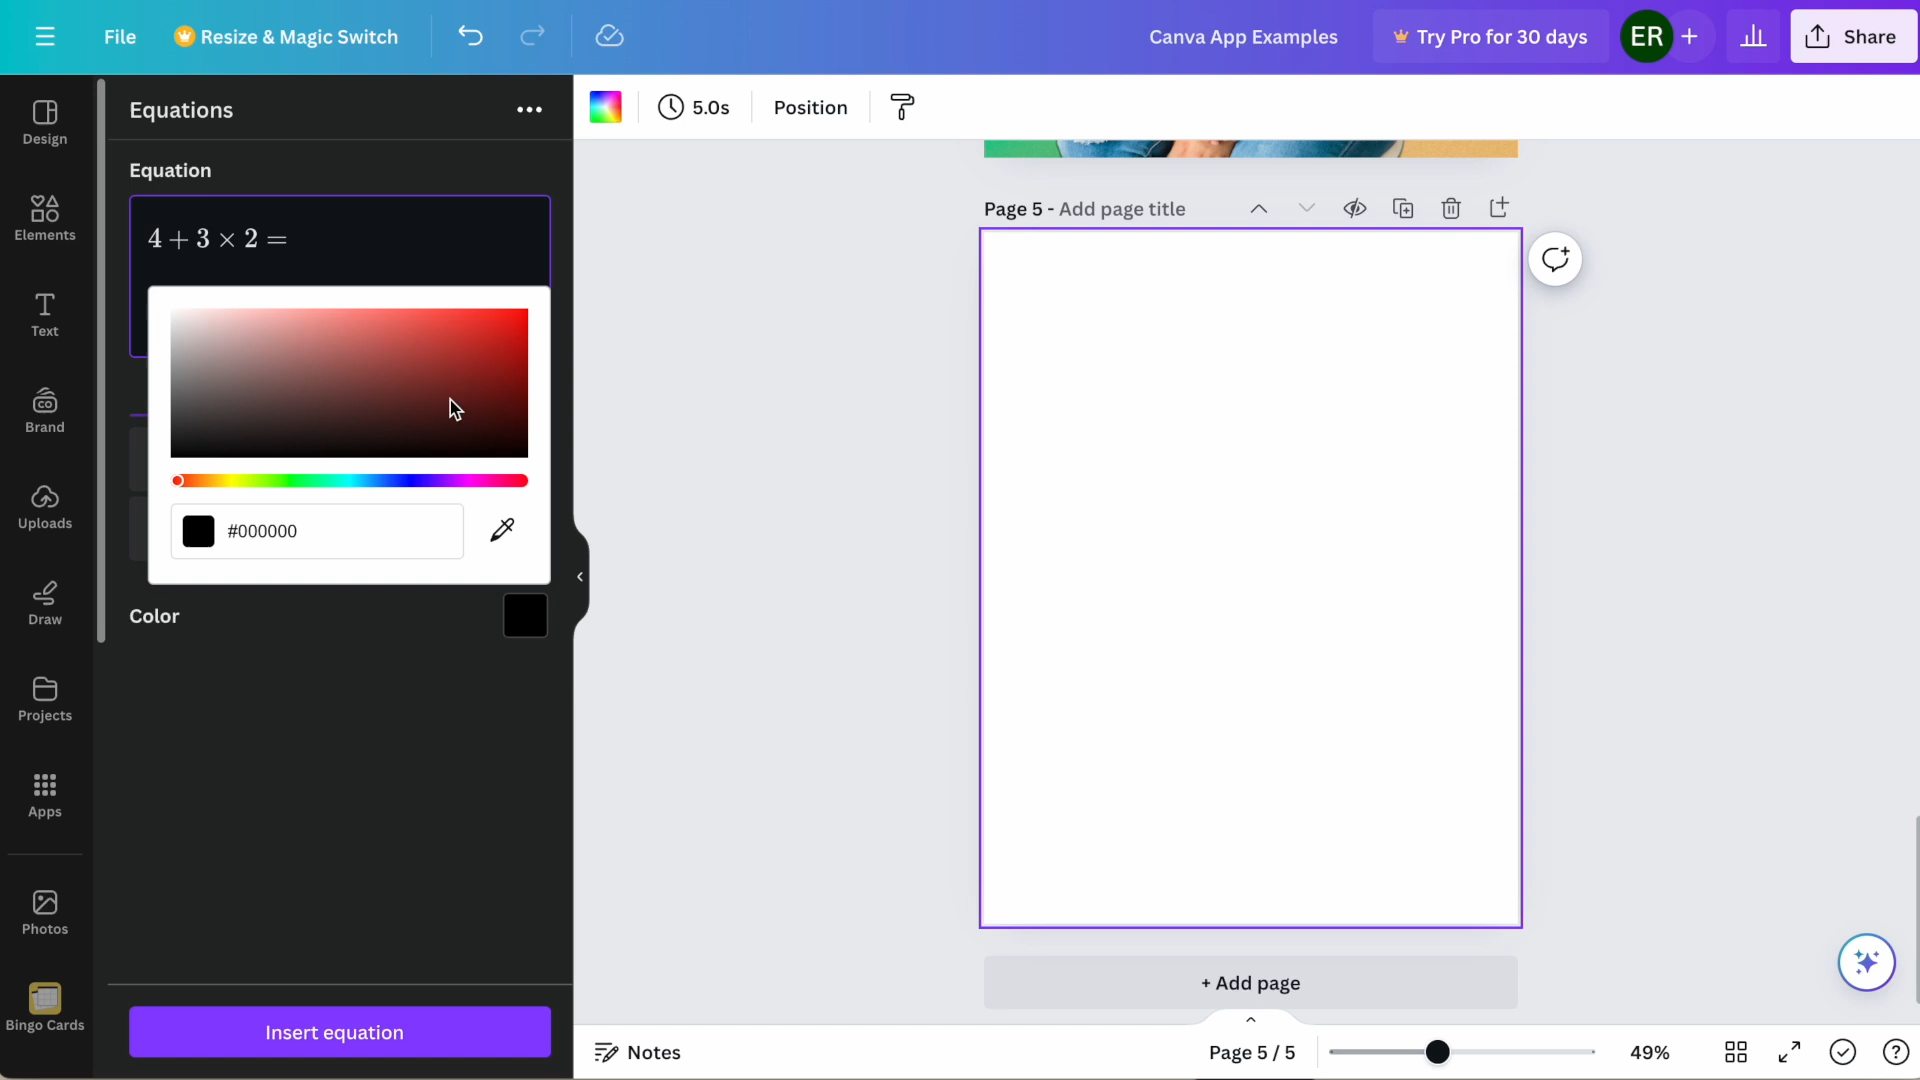 File
Resize & Magic Switch
Canva App Examples
Try Pro for 30 days
ER
Share
Design
Elements
Text
CO
Brand
Uploads
Draw
Projects
Apps
Photos
Bingo Cards
Equations
Equation
4 + 3 × 2 =
#000000
Color
Insert equation
5.0s
Position
Page 5 - Add page title
+ Add page
Notes
Page 5 / 5
49%